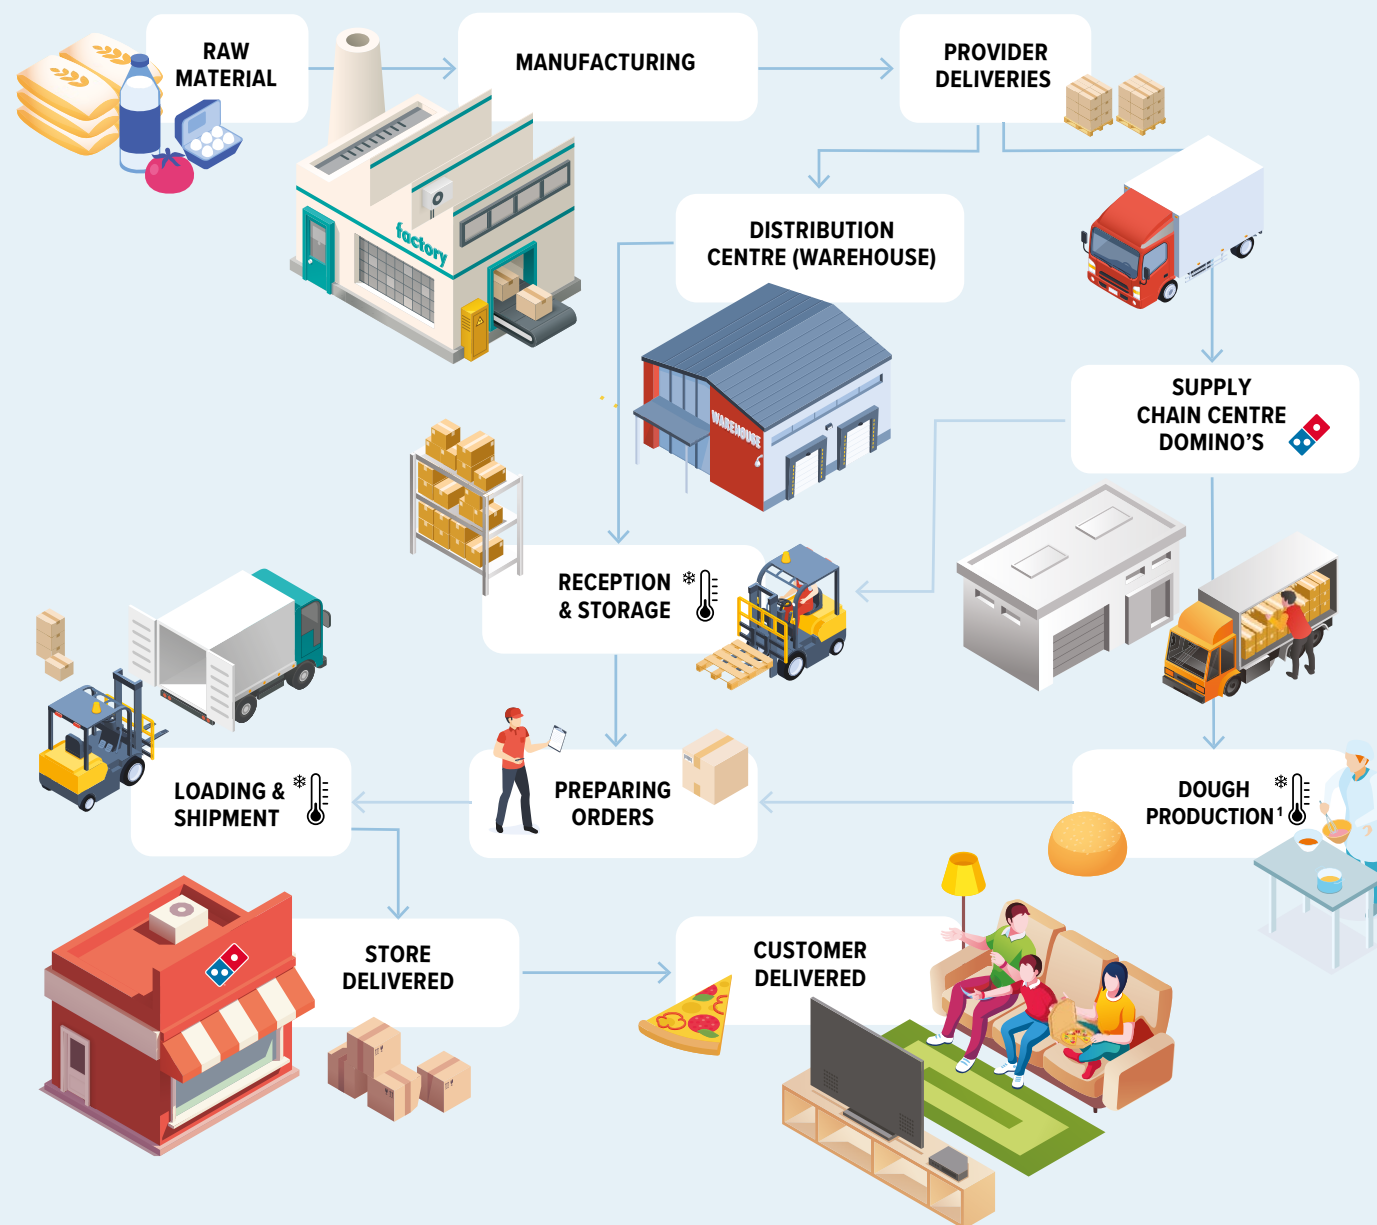 RAW
MATERIAL
MANUFACTURING
PROVIDER
DELIVERIES
factory
DISTRIBUTION
CENTRE (WAREHOUSE)
WAREHOUSE
SUPPLY
CHAIN CENTRE
DOMINO'S
RECEPTION
& STORAGE
LOADING &
SHIPMENT
PREPARING
ORDERS
DOUGH
PRODUCTION¹
STORE
DELIVERED
CUSTOMER
DELIVERED